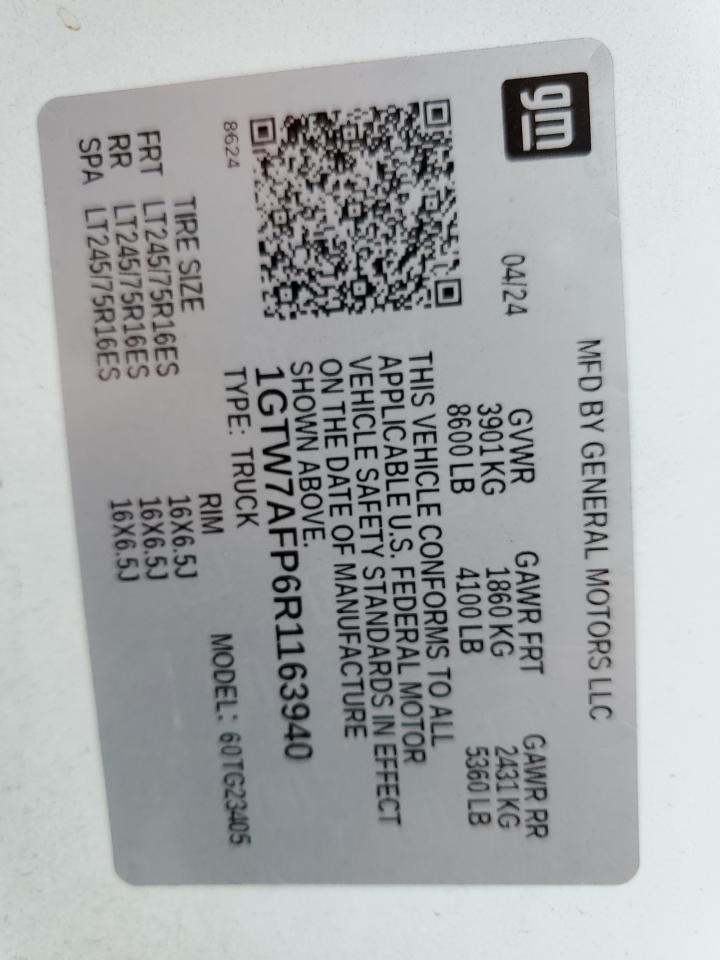 gm
MFD BY GENERAL MOTORS LLC
04/24 GVWR GAWR FRT GAWR RR
3901 KG 1860 KG 2431 KG
8600 LB 4100 LB 5360 LB
THIS VEHICLE CONFORMS TO ALL
APPLICABLE U.S. FEDERAL MOTOR
VEHICLE SAFETY STANDARDS IN EFFECT
ON THE DATE OF MANUFACTURE
SHOWN ABOVE.
1GTW7AFP6R1163940
8624 TYPE: TRUCK MODEL: 60TG23405
TIRE SIZE RIM
FRT LT245/75R16ES 16X6.5J
RR LT245/75R16ES 16X6.5J
SPA LT245/75R16ES 16X6.5J